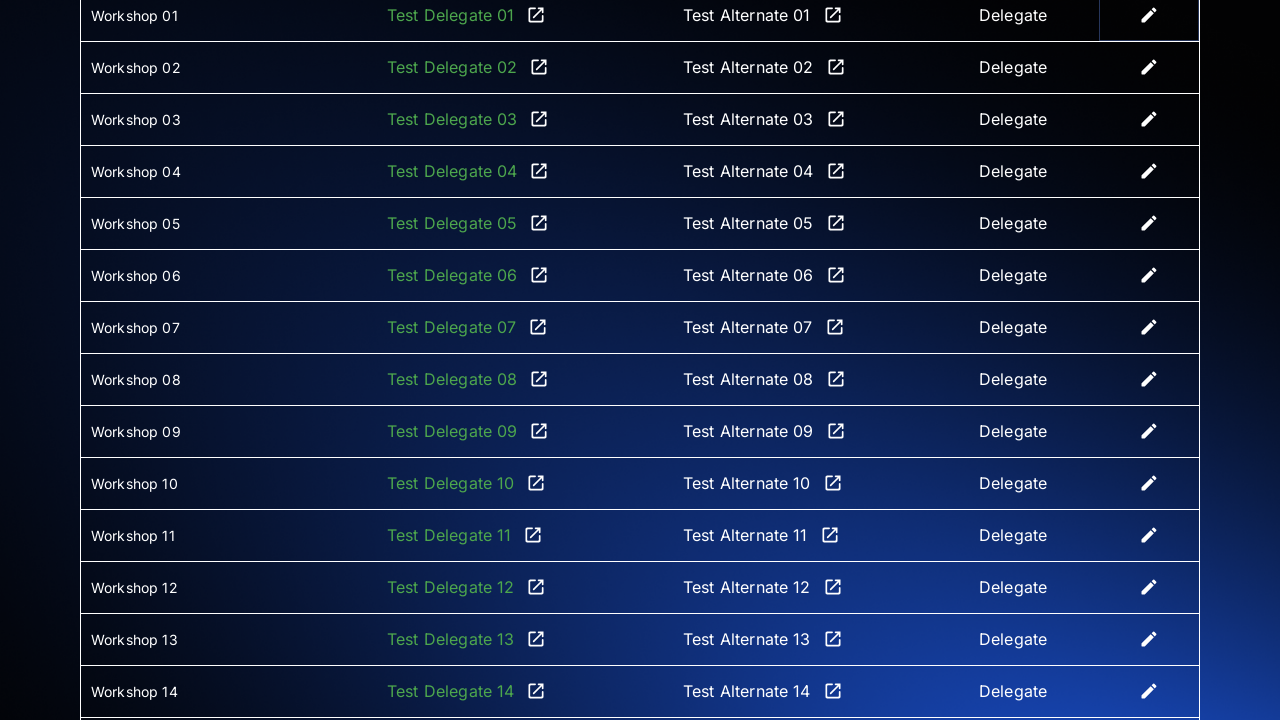 Workshop 01 Test Delegate 01 Test Alternate 01 Delegate
Workshop 02 Test Delegate 02 Test Alternate 02 Delegate
Workshop 03 Test Delegate 03 Test Alternate 03 Delegate
Workshop 04 Test Delegate 04 Test Alternate 04 Delegate
Workshop 05 Test Delegate 05 Test Alternate 05 Delegate
Workshop 06 Test Delegate 06 Test Alternate 06 Delegate
Workshop 07 Test Delegate 07 Test Alternate 07 Delegate
Workshop 08 Test Delegate 08 Test Alternate 08 Delegate
Workshop 09 Test Delegate 09 Test Alternate 09 Delegate
Workshop 10 Test Delegate 10 Test Alternate 10 Delegate
Workshop 11 Test Delegate 11 Test Alternate 11 Delegate
Workshop 12 Test Delegate 12 Test Alternate 12 Delegate
Workshop 13 Test Delegate 13 Test Alternate 13 Delegate
Workshop 14 Test Delegate 14 Test Alternate 14 Delegate